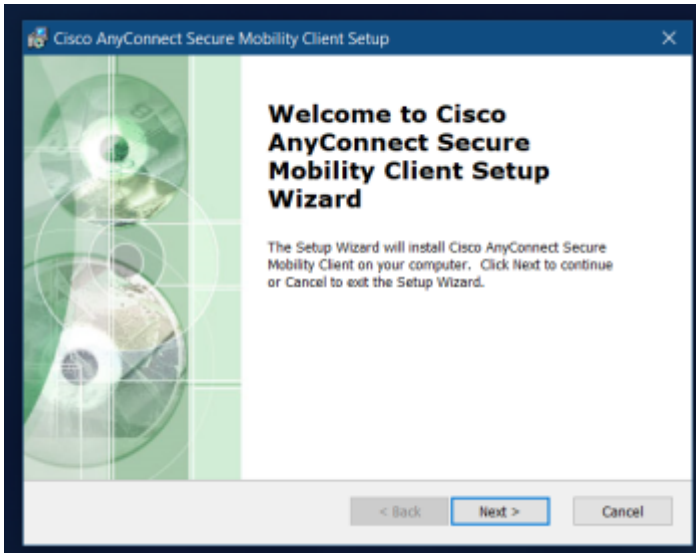 Cisco AnyConnect Secure Mobility Client Setup
Welcome to Cisco
AnyConnect Secure
Mobility Client Setup
Wizard
The Setup Wizard will install Cisco AnyConnect Secure
Mobility Client on your computer. Click Next to continue
or Cancel to exit the Setup Wizard.
< Back Next > Cancel